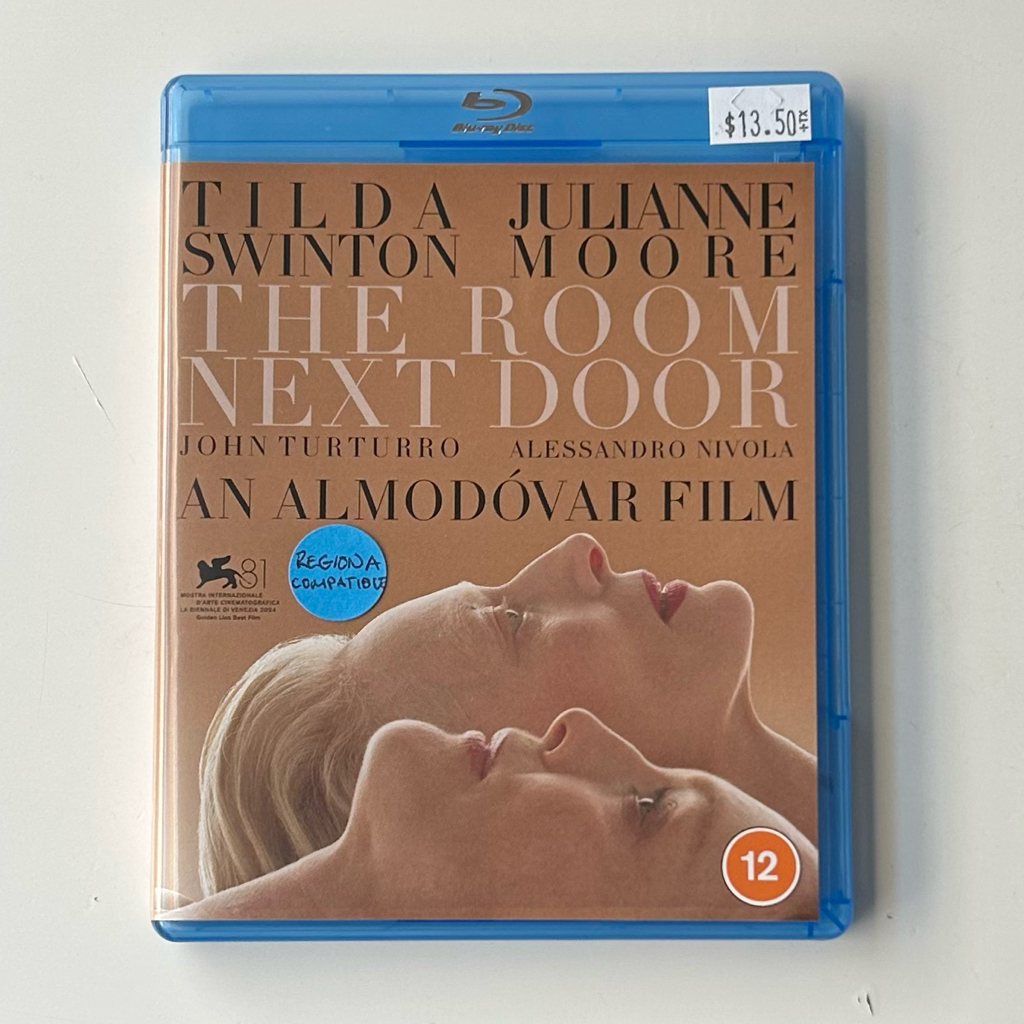 Blu-ray Disc
$13.50 +TX
TILDA JULIANNE
SWINTON MOORE
THE ROOM
NEXT DOOR
JOHN TURTURRO ALESSANDRO NIVOLA
AN ALMODÓVAR FILM
REGION A
COMPATIBLE
81
MOSTRA INTERNAZIONALE
D'ARTE CINEMATOGRAFICA
LA BIENNALE DI VENEZIA 2024
Golden Lion Best Film
12